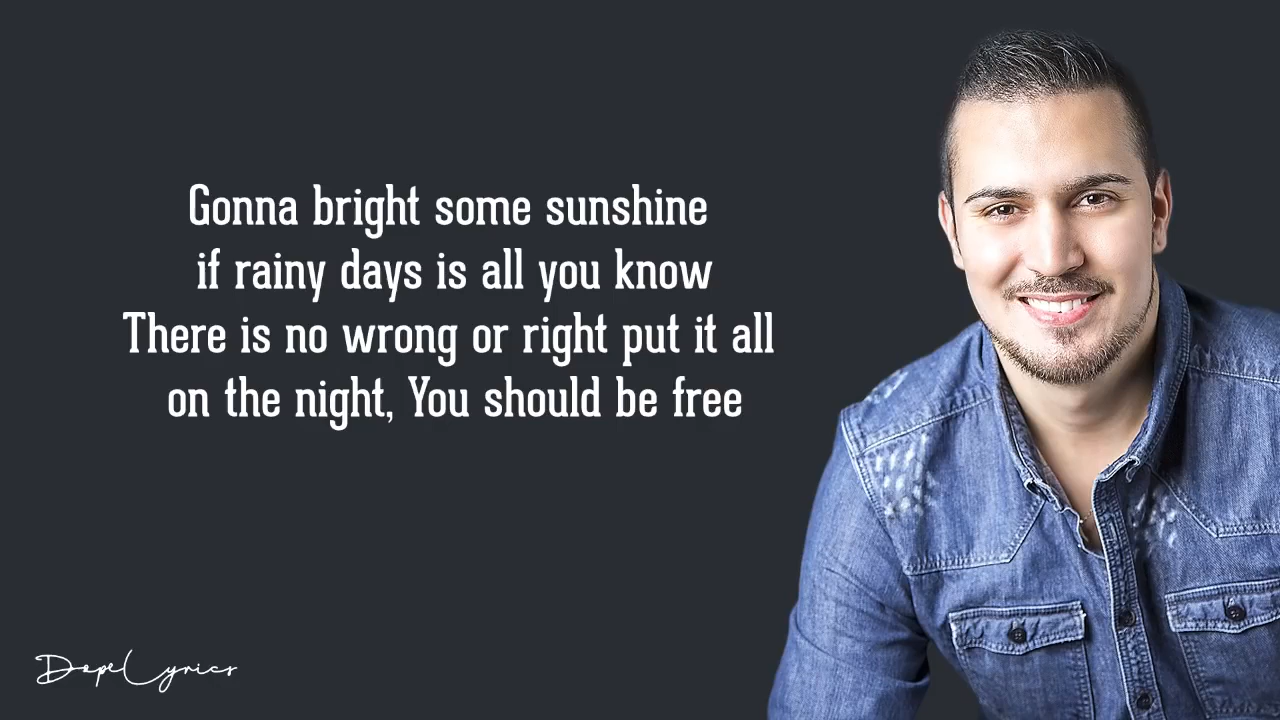 Gonna bright some sunshine
if rainy days is all you know
There is no wrong or right put it all
on the night, You should be free
DopeLyrics